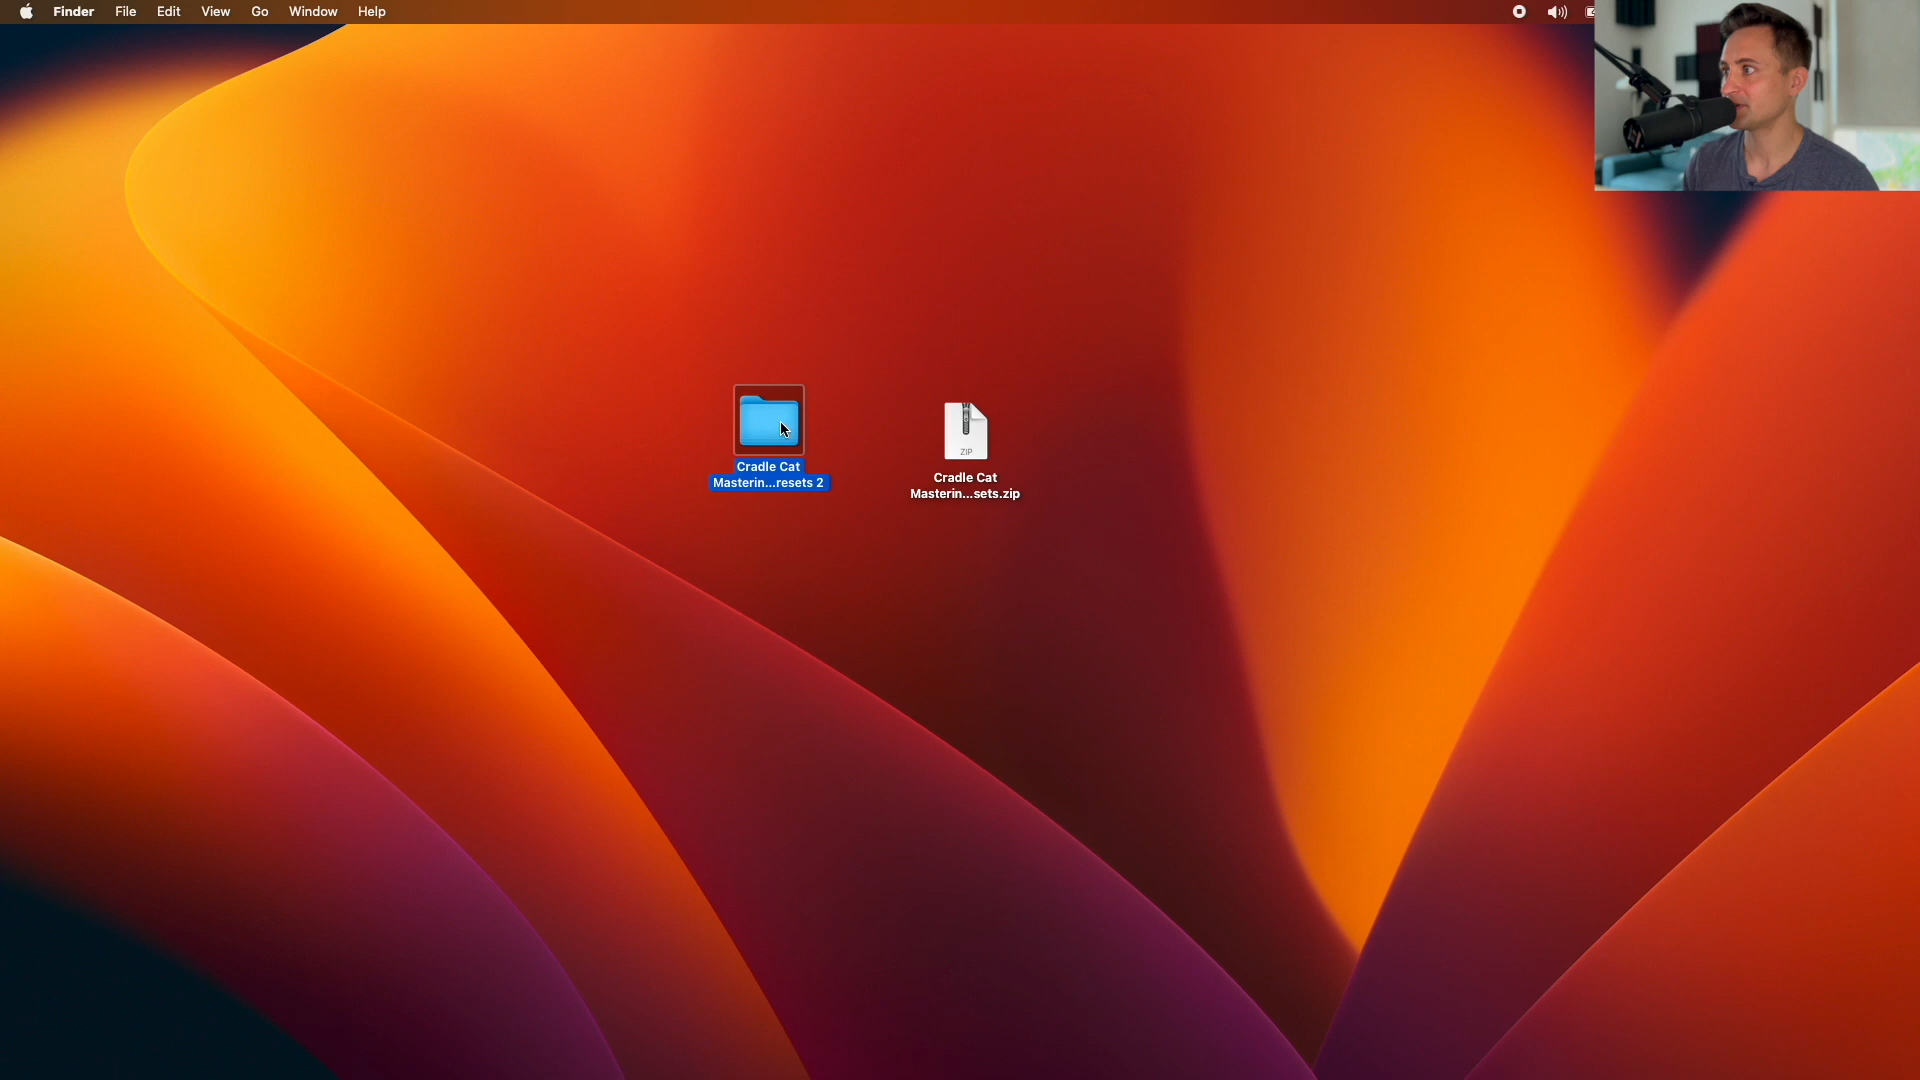 Finder File Edit View Go Window Help
Cradle Cat
Masterin...resets 2
ZIP
Cradle Cat
Masterin...sets.zip